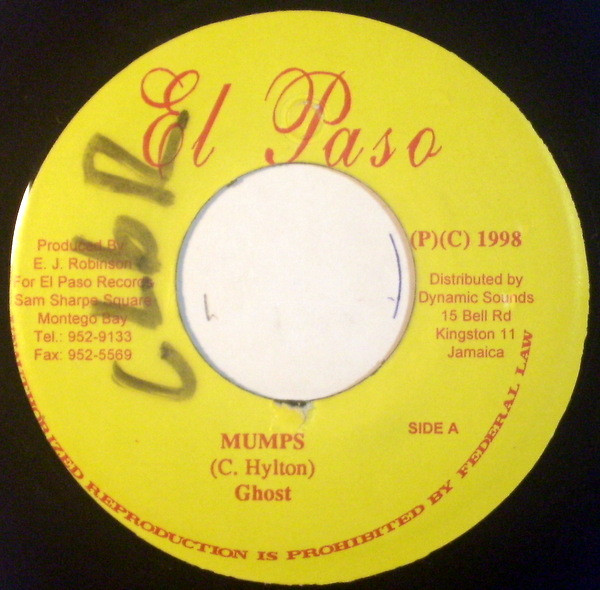 El Paso
Produced By
E. J. Robinson
For El Paso Records
Sam Sharpe Square
Montego Bay
Tel.: 952-9133
Fax: 952-5569
(P)(C) 1998
Distributed by
Dynamic Sounds
15 Bell Rd
Kingston 11
Jamaica
SIDE A
MUMPS
(C. Hylton)
Ghost
REPRODUCTION IS PROHIBITED BY FEDERAL LAW